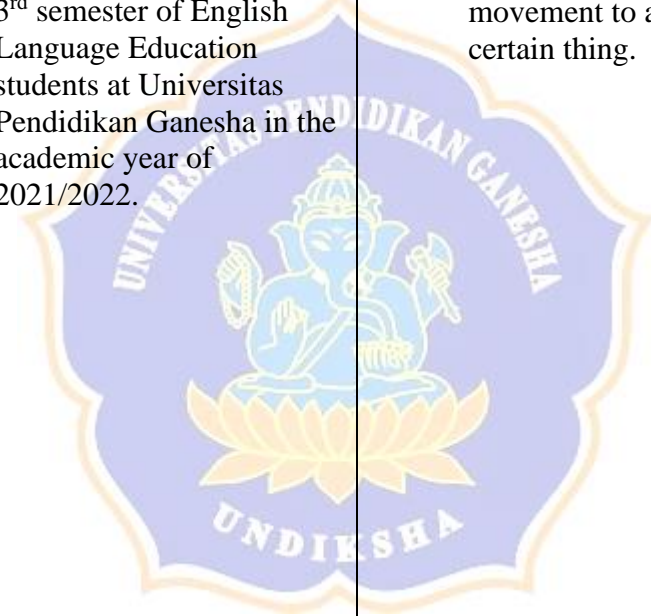 3rd semester of English
Language Education
students at Universitas
Pendidikan Ganesha in the
academic year of
2021/2022.
movement to a
certain thing.
UNIVERSITAS PENDIDIKAN GANESHA
UNDIKSHA